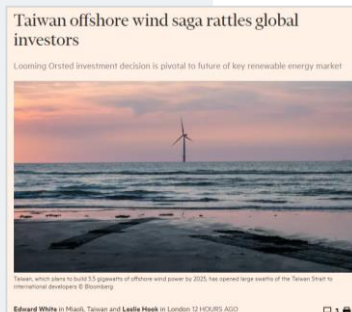 Taiwan offshore wind saga rattles global
investors
Looming Orsted investment decision is pivotal to future of key renewable energy market
Taiwan, which plans to build 5.5 gigawatts of offshore wind power by 2025, has opened large swaths of the Taiwan Strait to
international developers © Bloomberg
Edward White in Miaoli, Taiwan and Leslie Hook in London 12 HOURS AGO
1